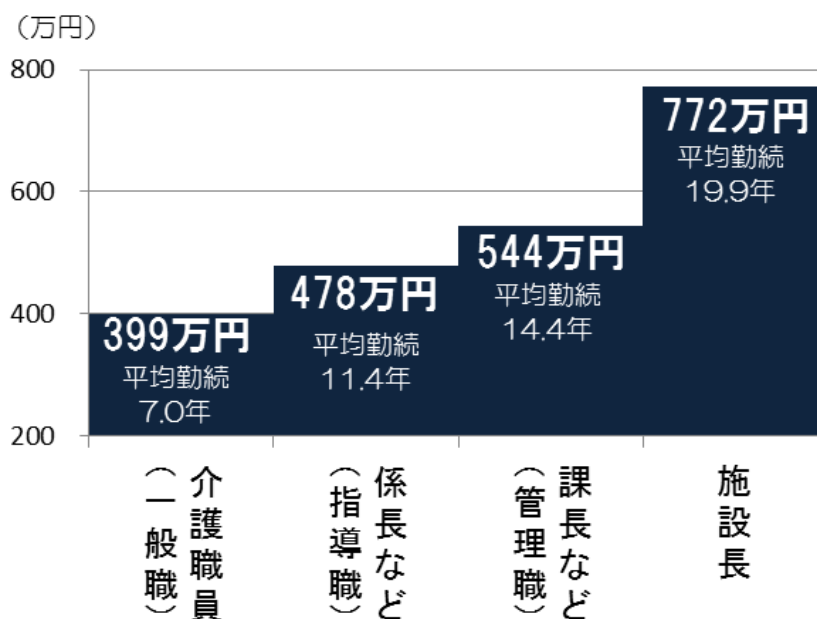 （万円）
800
600
400
200
399万円
平均勤続
7.0年
478万円
平均勤続
11.4年
544万円
平均勤続
14.4年
772万円
平均勤続
19.9年
介護職員
（一般職）
係長など
（指導職）
課長など
（管理職）
施設長